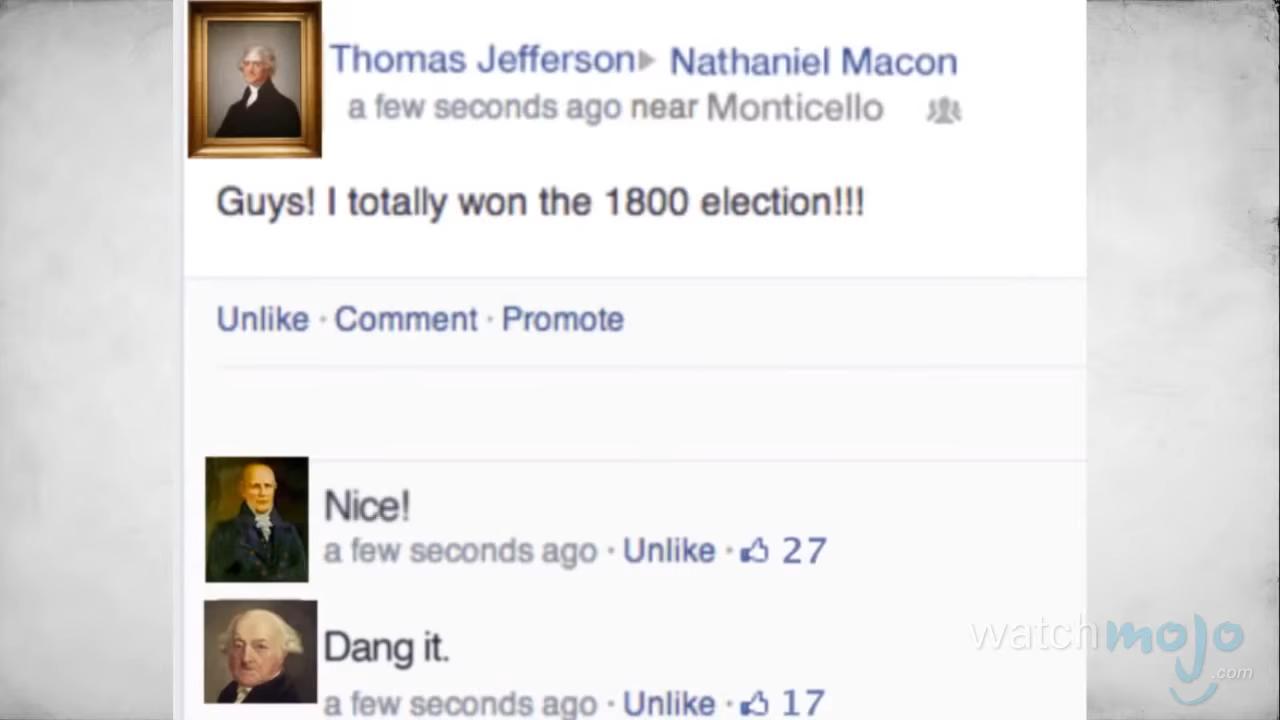 Thomas Jefferson Nathaniel Macon
a few seconds ago near Monticello
Guys! I totally won the 1800 election!!!
Unlike · Comment · Promote
Nice!
a few seconds ago · Unlike · 27
Dang it.
a few seconds ago · Unlike · 17
watchmojo
.com